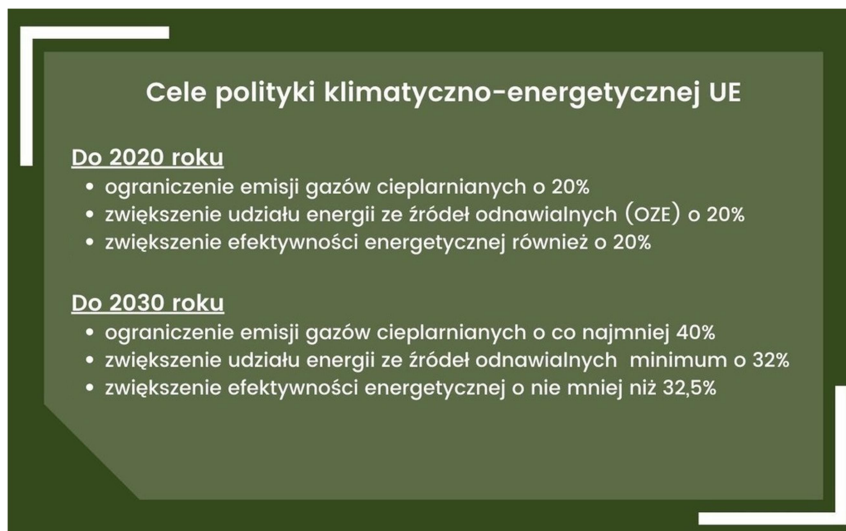 Cele polityki klimatyczno-energetycznej UE
Do 2020 roku
• ograniczenie emisji gazów cieplarnianych o 20%
• zwiększenie udziału energii ze źródeł odnawialnych (OZE) o 20%
• zwiększenie efektywności energetycznej również o 20%
Do 2030 roku
• ograniczenie emisji gazów cieplarnianych o co najmniej 40%
• zwiększenie udziału energii ze źródeł odnawialnych  minimum o 32%
• zwiększenie efektywności energetycznej o nie mniej niż 32,5%